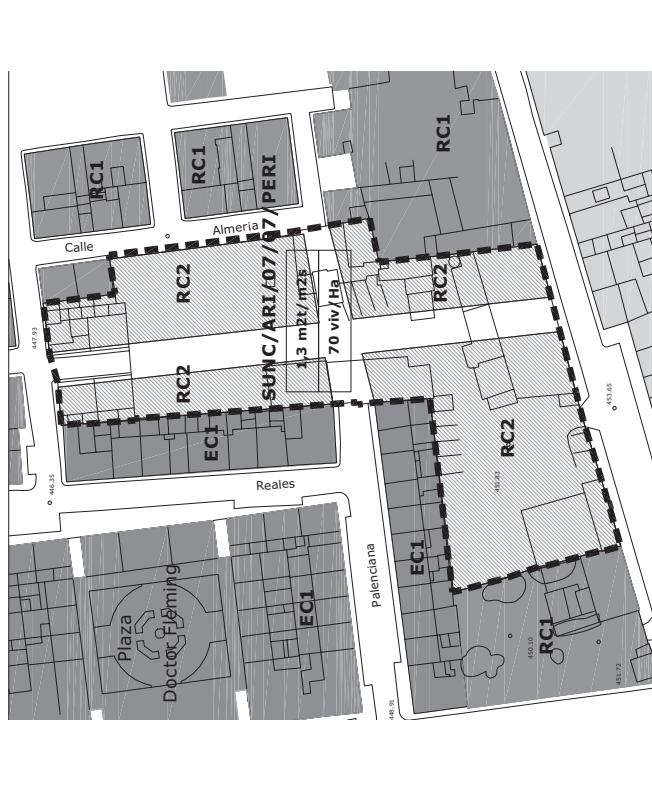 RC1
RC1
RC1
Calle
Almeria
SUNC/ARI/07/07/PERI
1,3 m2t/m2s
70 viv/Ha
RC2
RC2
RC2
RC2
447.93
453.65
451.83
446.35
EC1
Reales
Palenciana
EC1
EC1
Plaza
Doctor Fleming
RC1
450.10
451.72
448.91